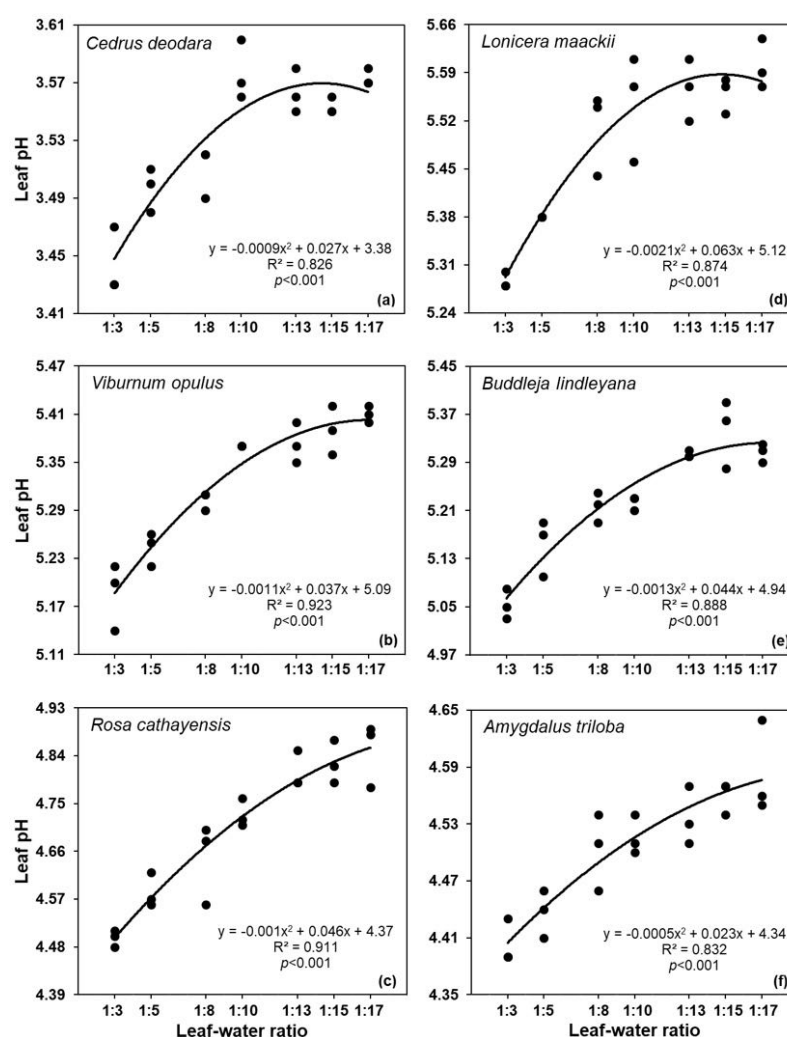 3.61
3.57
3.53
3.49
3.45
3.41
Leaf pH
Cedrus deodara
y = -0.0009x² + 0.027x + 3.38
R² = 0.826
p<0.001
(a)
1:3 1:5 1:8 1:10 1:13 1:15 1:17
5.66
5.59
5.52
5.45
5.38
5.31
5.24
Lonicera maackii
y = -0.0021x² + 0.063x + 5.12
R² = 0.874
p<0.001
(d)
1:3 1:5 1:8 1:10 1:13 1:15 1:17
5.47
5.41
5.35
5.29
5.23
5.17
5.11
Leaf pH
Viburnum opulus
y = -0.0011x² + 0.037x + 5.09
R² = 0.923
p<0.001
(b)
1:3 1:5 1:8 1:10 1:13 1:15 1:17
5.45
5.37
5.29
5.21
5.13
5.05
4.97
Buddleja lindleyana
y = -0.0013x² + 0.044x + 4.94
R² = 0.888
p<0.001
(e)
1:3 1:5 1:8 1:10 1:13 1:15 1:17
4.93
4.84
4.75
4.66
4.57
4.48
4.39
Leaf pH
Rosa cathayensis
y = -0.001x² + 0.046x + 4.37
R² = 0.911
p<0.001
(c)
1:3 1:5 1:8 1:10 1:13 1:15 1:17
Leaf-water ratio
4.65
4.59
4.53
4.47
4.41
4.35
Amygdalus triloba
y = -0.0005x² + 0.023x + 4.34
R² = 0.832
p<0.001
(f)
1:3 1:5 1:8 1:10 1:13 1:15 1:17
Leaf-water ratio